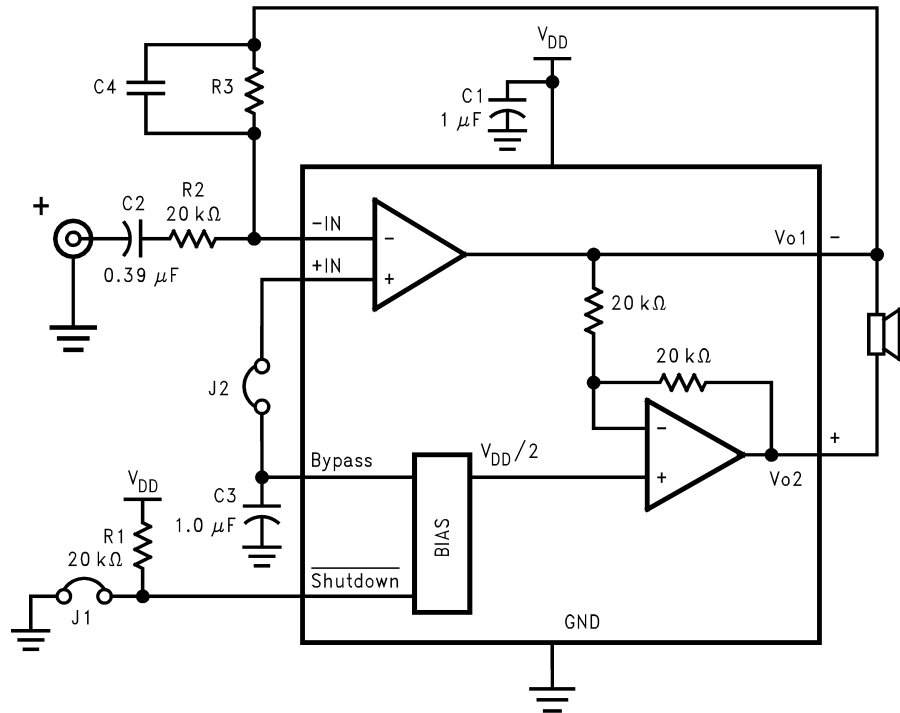 VDD
C4
R3
C1
1 μF
+
C2
0.39 μF
R2
20 kΩ
-IN
+IN
-
+
Vo1
-
20 kΩ
20 kΩ
J2
-
+
+
Vo2
Bypass
VDD/2
C3
1.0 μF
VDD
R1
20 kΩ
BIAS
Shutdown
J1
GND